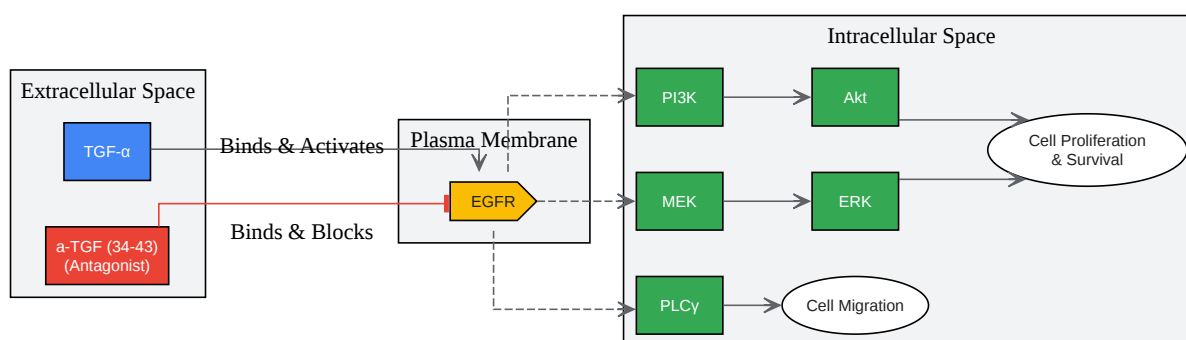 Extracellular Space
TGF-α
a-TGF (34-43)
(Antagonist)
Binds & Activates
Binds & Blocks
Plasma Membrane
EGFR
Intracellular Space
PI3K
Akt
MEK
ERK
Cell Proliferation
& Survival
PLCγ
Cell Migration